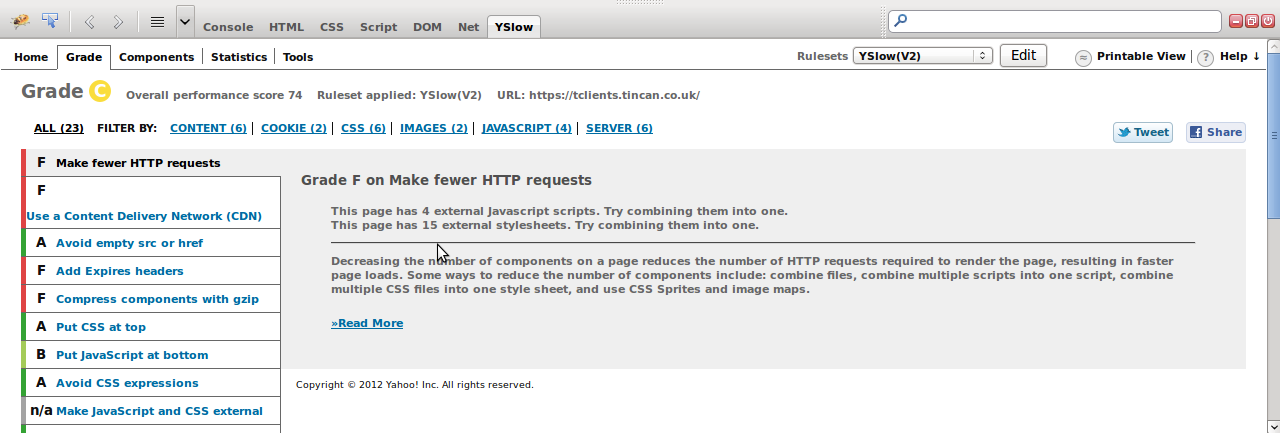 Console HTML CSS Script DOM Net YSlow
Home Grade Components Statistics Tools Rulesets YSlow(V2) Edit ≈ Printable View ? Help ↓
Grade C Overall performance score 74 Ruleset applied: YSlow(V2) URL: https://tclients.tincan.co.uk/
ALL (23) FILTER BY: CONTENT (6) COOKIE (2) CSS (6) IMAGES (2) JAVASCRIPT (4) SERVER (6) Tweet Share
F Make fewer HTTP requests
F
Use a Content Delivery Network (CDN)
A Avoid empty src or href
F Add Expires headers
F Compress components with gzip
A Put CSS at top
B Put JavaScript at bottom
A Avoid CSS expressions
n/a Make JavaScript and CSS external
Grade F on Make fewer HTTP requests
This page has 4 external Javascript scripts. Try combining them into one.
This page has 15 external stylesheets. Try combining them into one.
Decreasing the number of components on a page reduces the number of HTTP requests required to render the page, resulting in faster
page loads. Some ways to reduce the number of components include: combine files, combine multiple scripts into one script, combine
multiple CSS files into one style sheet, and use CSS Sprites and image maps.
»Read More
Copyright © 2012 Yahoo! Inc. All rights reserved.